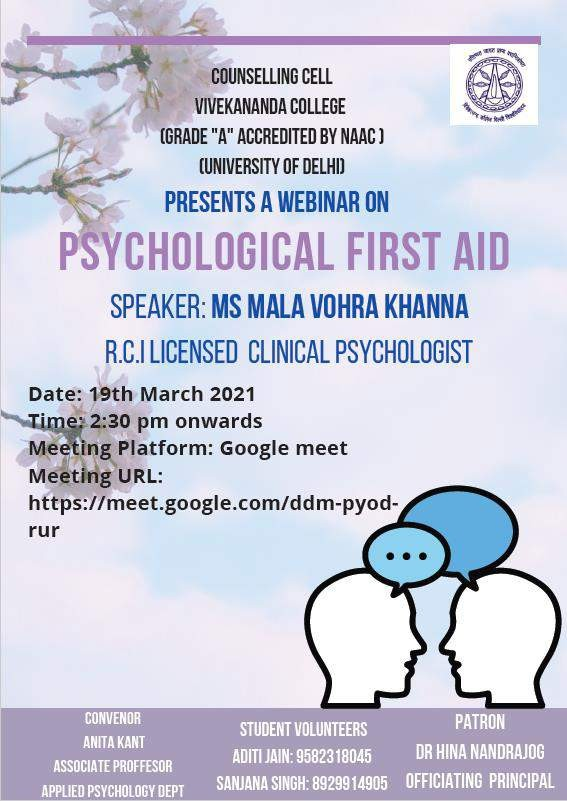 COUNSELLING CELL
VIVEKANANDA COLLEGE
(GRADE "A" ACCREDITED BY NAAC )
(UNIVERSITY OF DELHI)
PRESENTS A WEBINAR ON
PSYCHOLOGICAL FIRST AID
SPEAKER: MS MALA VOHRA KHANNA
R.C.I LICENSED CLINICAL PSYCHOLOGIST
Date: 19th March 2021
Time: 2:30 pm onwards
Meeting Platform: Google meet
Meeting URL:
https://meet.google.com/ddm-pyod-
rur
CONVENOR
ANITA KANT
ASSOCIATE PROFFESOR
APPLIED PSYCHOLOGY DEPT
STUDENT VOLUNTEERS
ADITI JAIN: 9582318045
SANJANA SINGH: 8929914905
PATRON
DR HINA NANDRAJOG
OFFICIATING PRINCIPAL